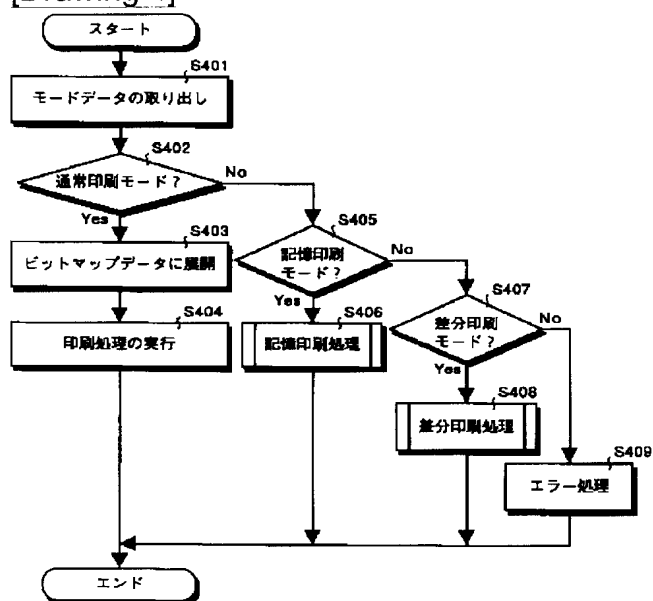 スタート
S401
モードデータの取り出し
S402
通常印刷モード?
No
Yes
S403
ビットマップデータに展開
S404
印刷処理の実行
S405
記憶印刷
モード?
No
Yes
S406
記憶印刷処理
S407
差分印刷
モード?
No
Yes
S408
差分印刷処理
S409
エラー処理
エンド